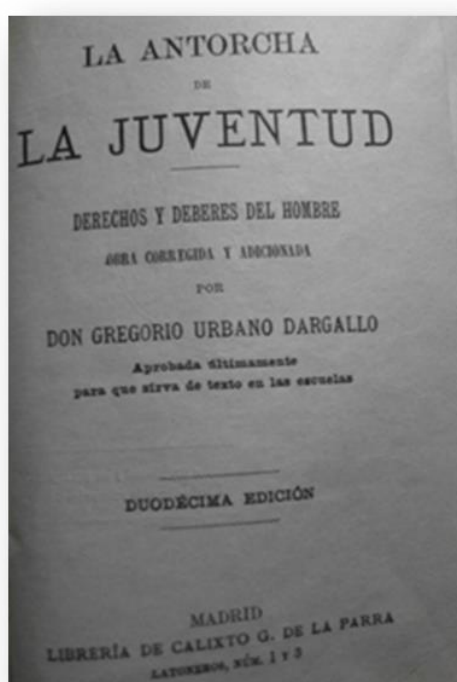 LA ANTORCHA
DE
LA JUVENTUD
DERECHOS Y DEBERES DEL HOMBRE
OBRA CORREGIDA Y ADICIONADA
POR
DON GREGORIO URBANO DARGALLO
Aprobada últimamente
para que sirva de texto en las escuelas
DUODÉCIMA EDICIÓN
MADRID
LIBRERÍA DE CALIXTO G. DE LA PARRA
LATONEROS, NÚM. 1 Y 3